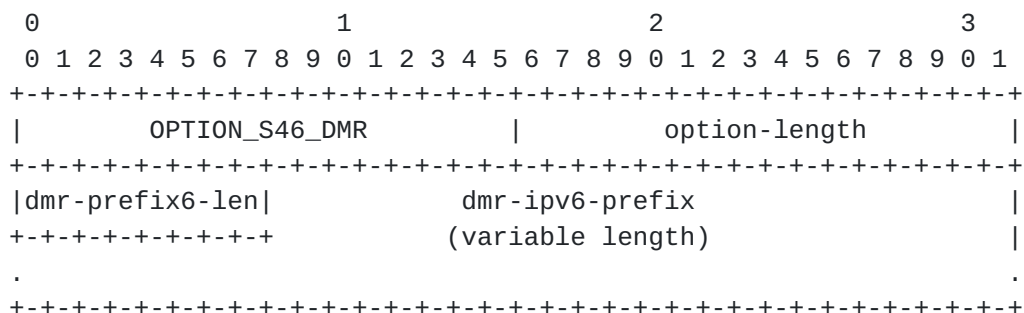 0                   1                   2                   3
 0 1 2 3 4 5 6 7 8 9 0 1 2 3 4 5 6 7 8 9 0 1 2 3 4 5 6 7 8 9 0 1
+-+-+-+-+-+-+-+-+-+-+-+-+-+-+-+-+-+-+-+-+-+-+-+-+-+-+-+-+-+-+-+-+
|        OPTION_S46_DMR         |         option-length         |
+-+-+-+-+-+-+-+-+-+-+-+-+-+-+-+-+-+-+-+-+-+-+-+-+-+-+-+-+-+-+-+-+
|dmr-prefix6-len|            dmr-ipv6-prefix                    |
+-+-+-+-+-+-+-+-+           (variable length)                   |
.                                                               .
+-+-+-+-+-+-+-+-+-+-+-+-+-+-+-+-+-+-+-+-+-+-+-+-+-+-+-+-+-+-+-+-+